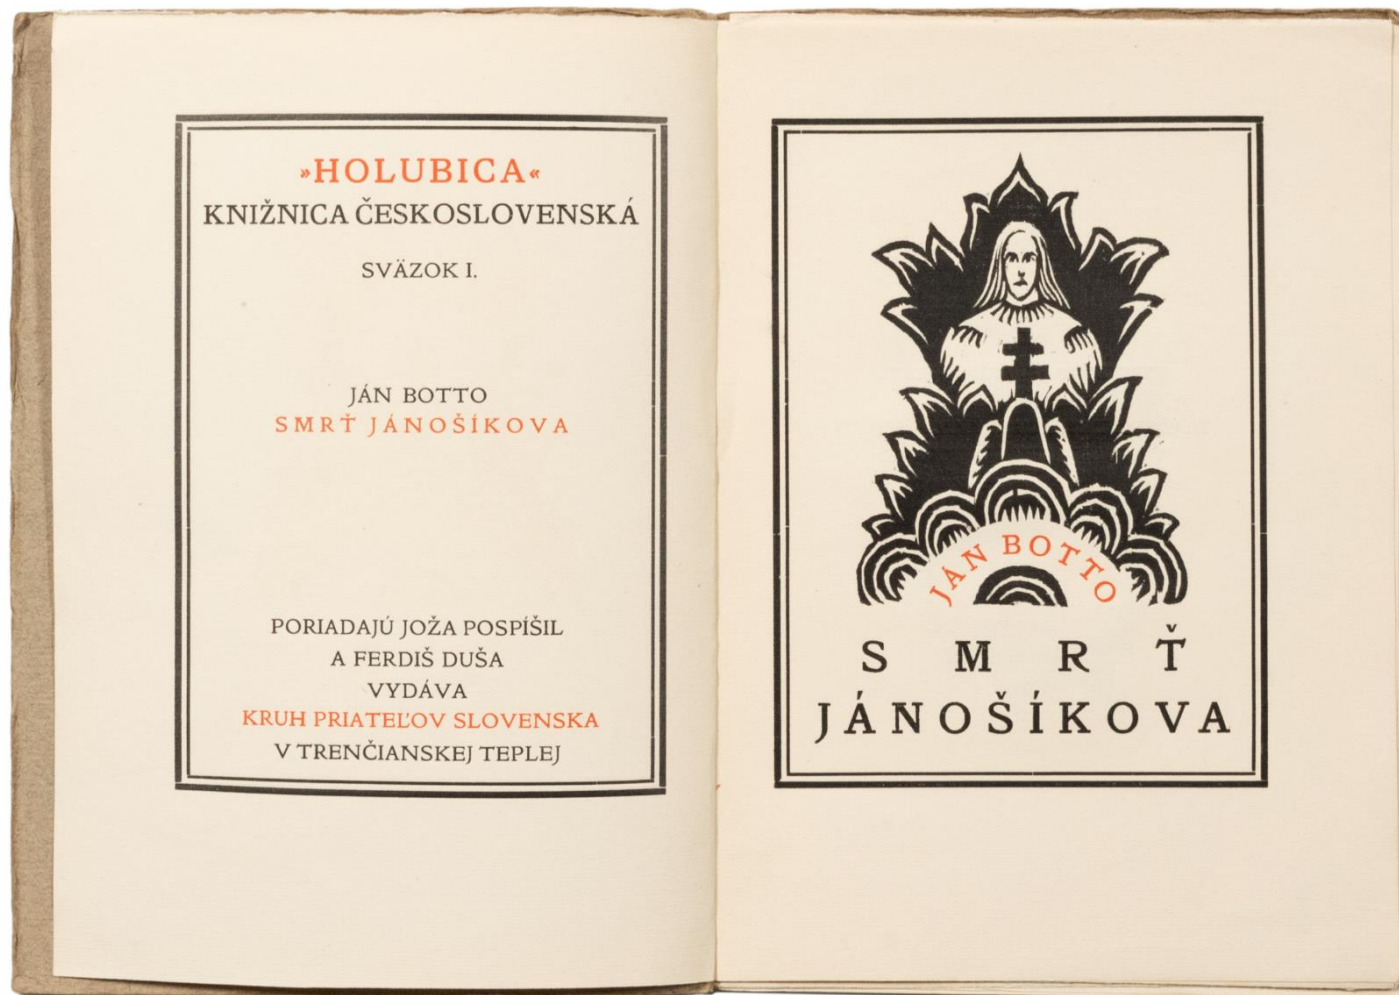 »HOLUBICA«
KNIŽNICA ČESKOSLOVENSKÁ
SVÄZOK I.
JÁN BOTTO
SMRŤ JÁNOŠÍKOVA
PORIADAJÚ JOŽA POSPÍŠIL
A FERDIŠ DUŠA
VYDÁVA
KRUH PRIATEĽOV SLOVENSKA
V TRENČIANSKEJ TEPLEJ
JÁN BOTTO
SMRŤ
JÁNOŠÍKOVA